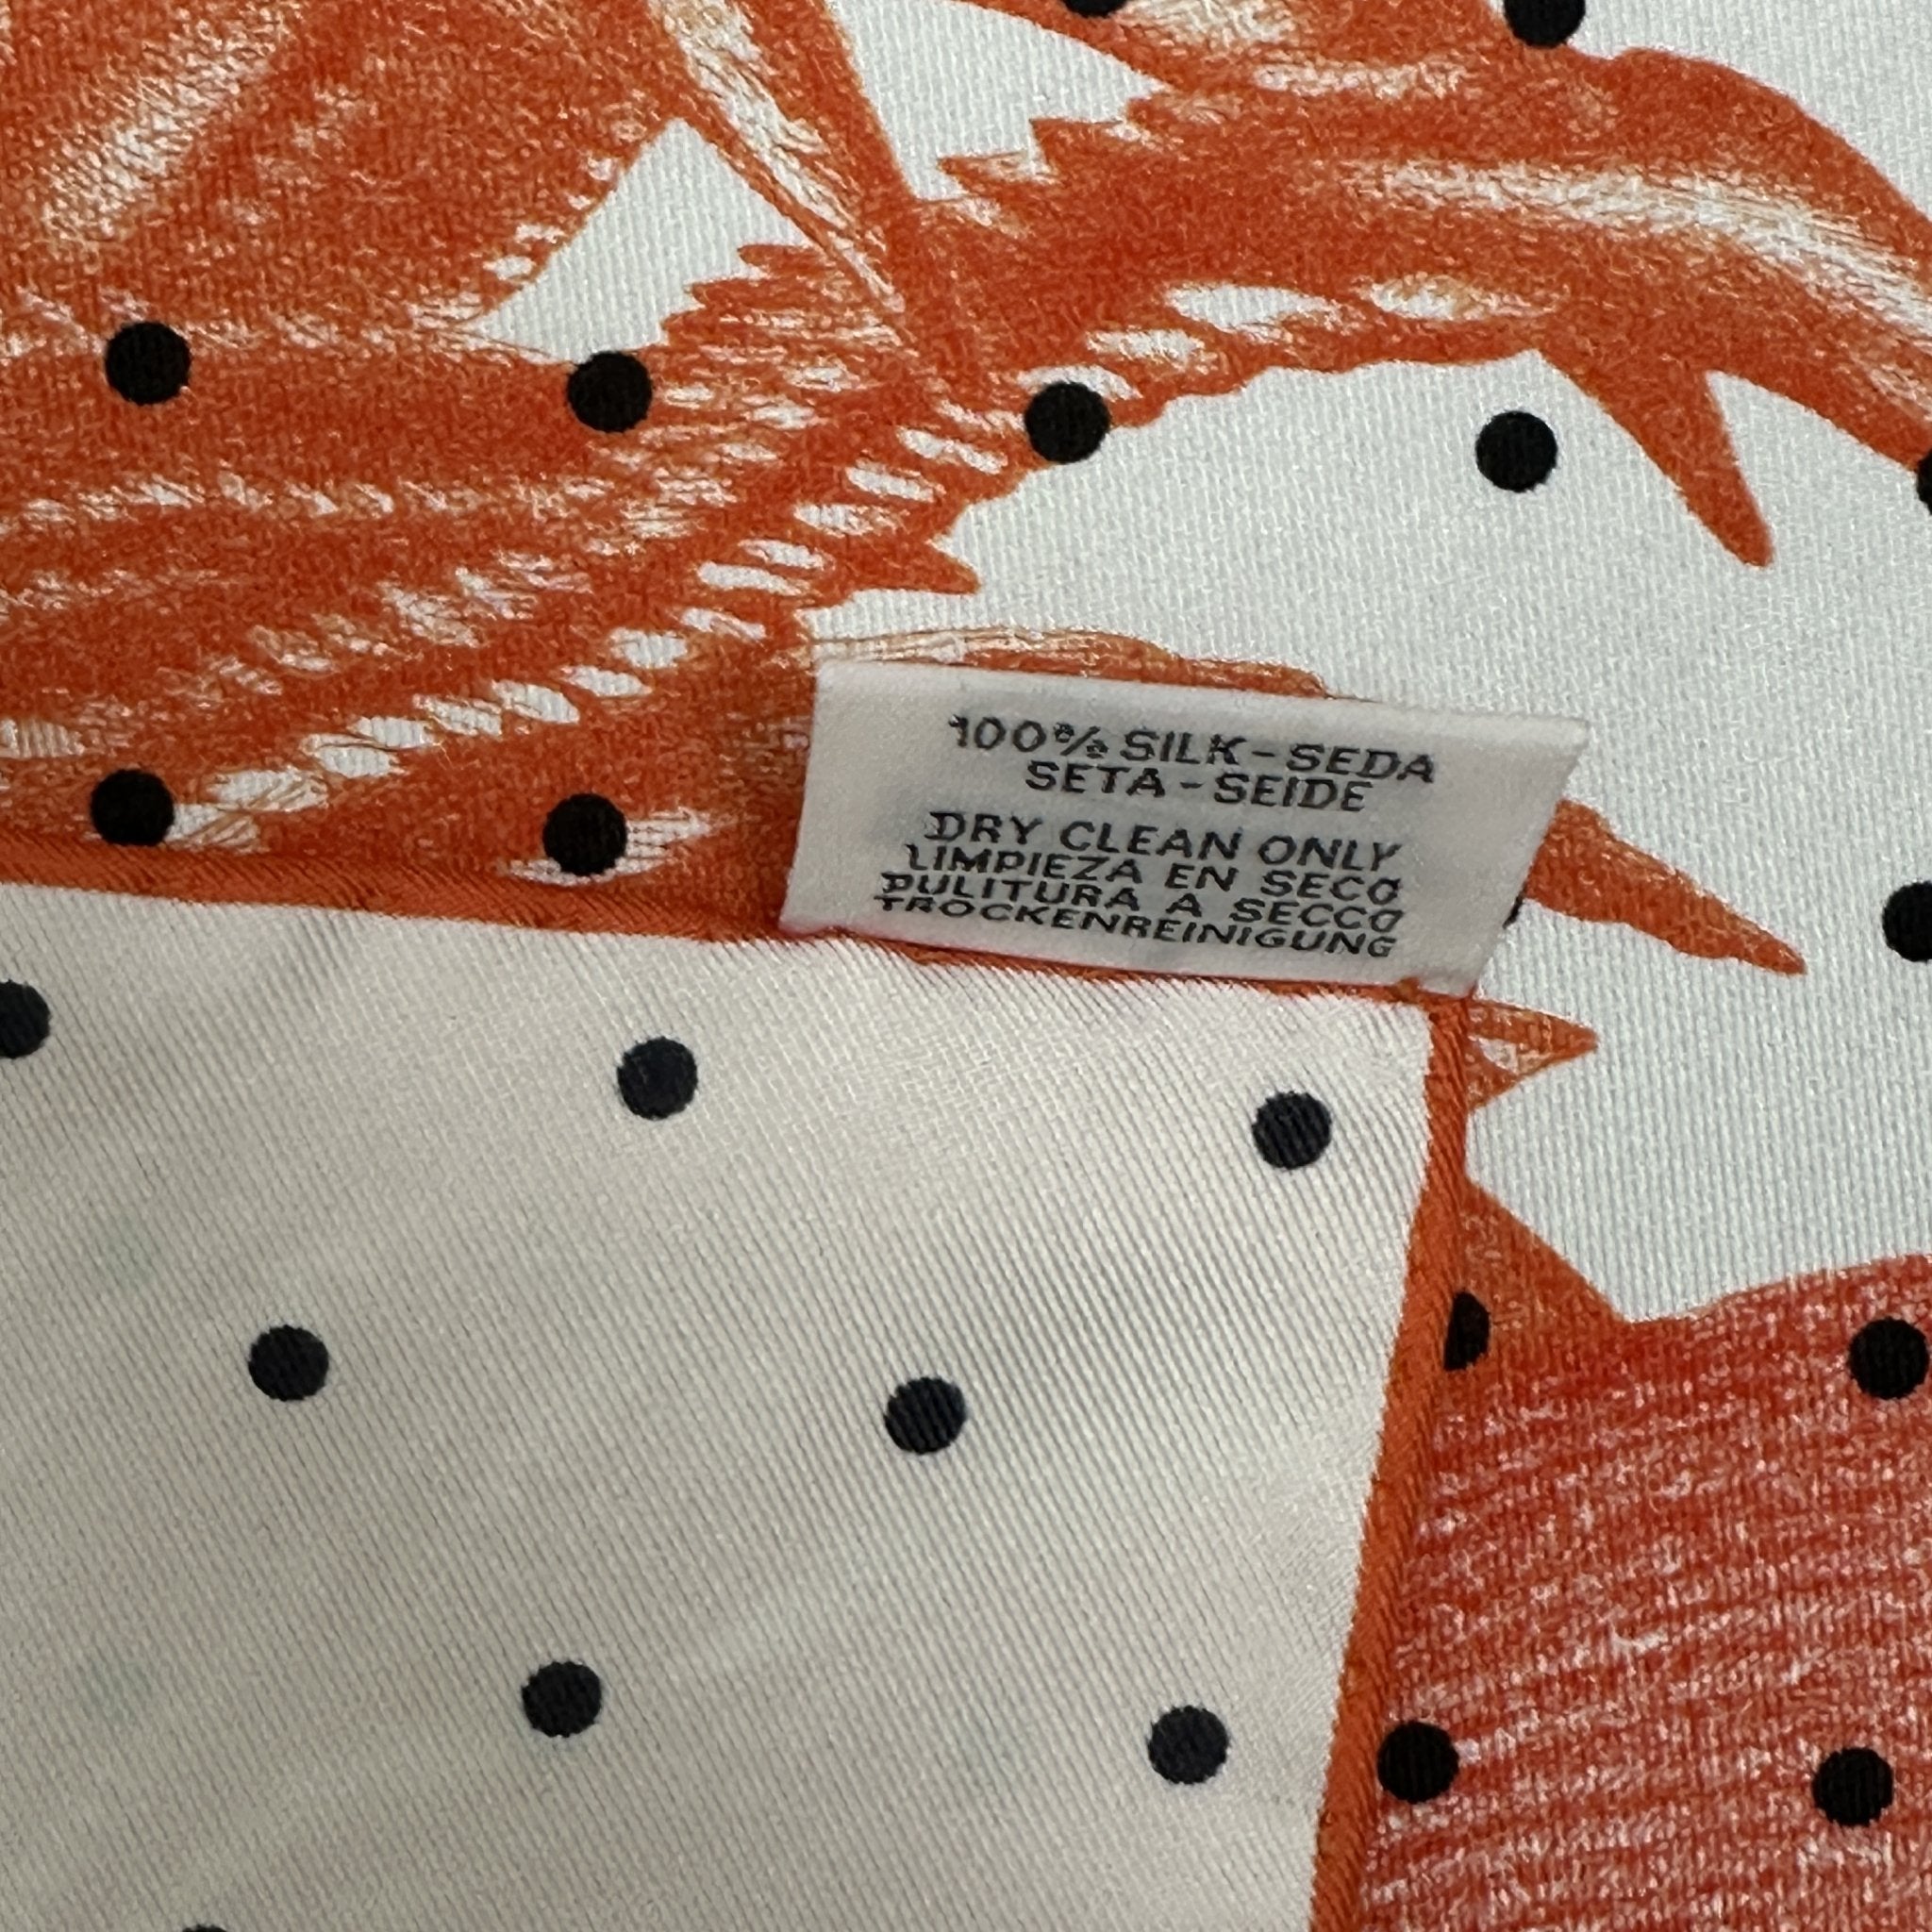 100% SILK-SEDA
SETA-SEIDE
DRY CLEAN ONLY
LIMPIEZA EN SECO
PULITURA A SECCO
TROCKENREINIGUNG